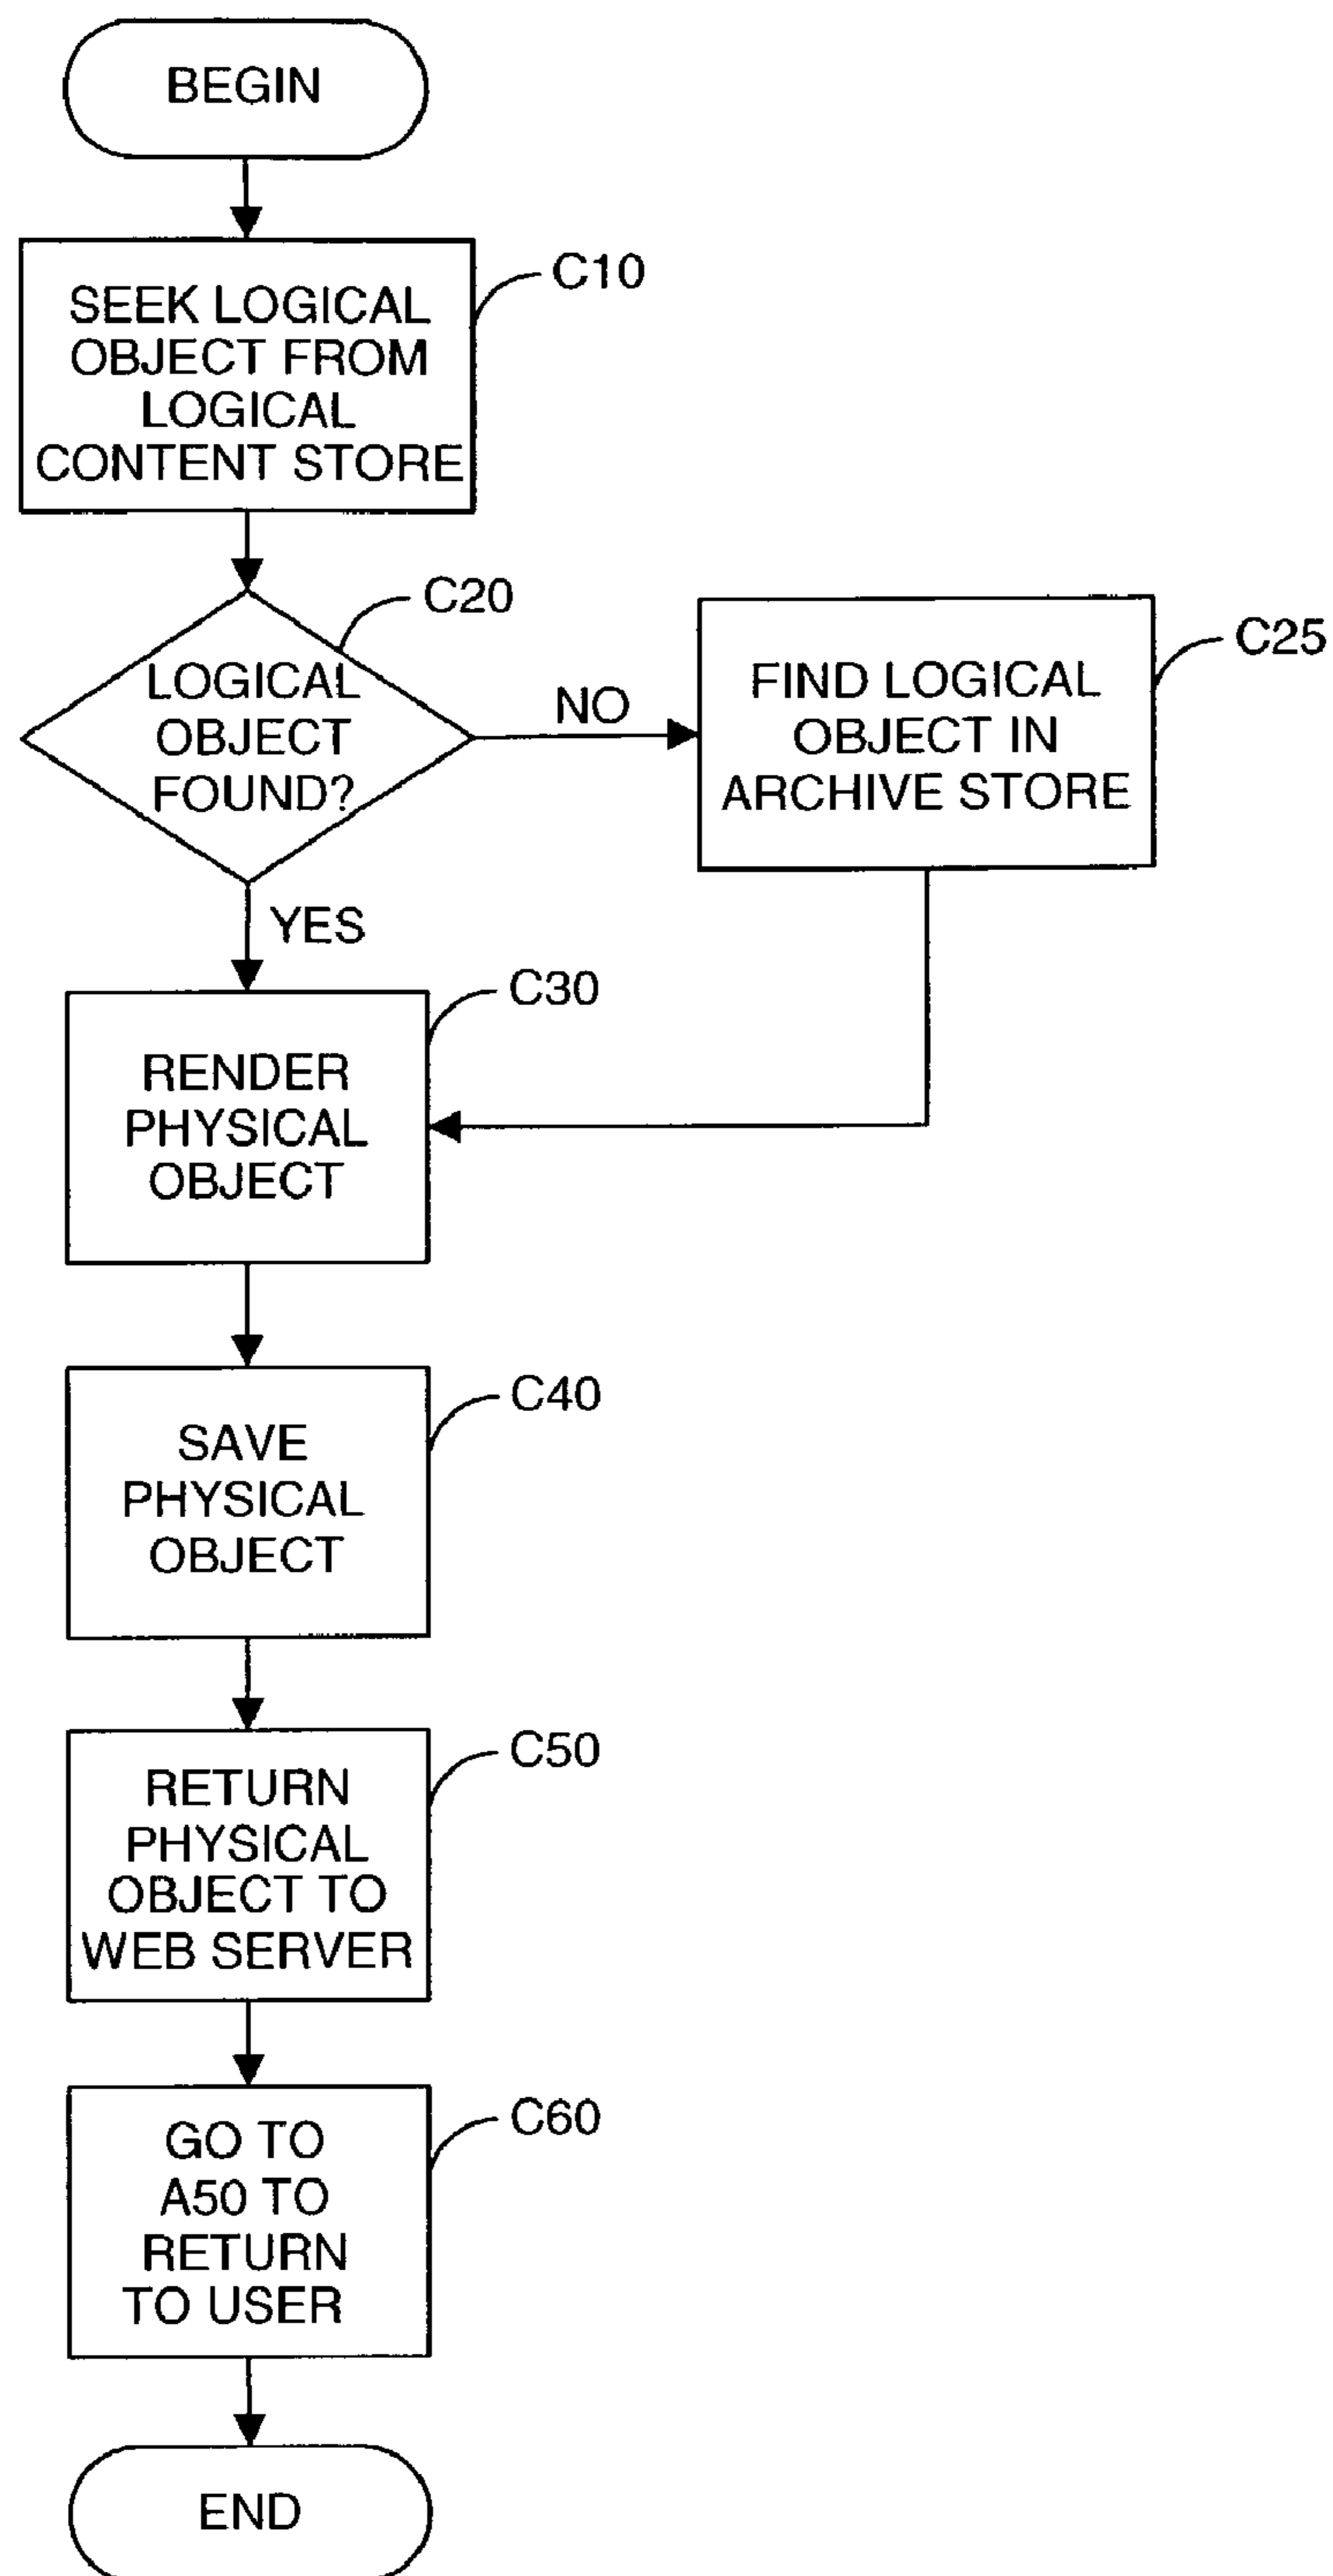 BEGIN
SEEK LOGICAL
OBJECT FROM
LOGICAL
CONTENT STORE
C10
LOGICAL
OBJECT
FOUND?
C20
NO
FIND LOGICAL
OBJECT IN
ARCHIVE STORE
C25
YES
RENDER
PHYSICAL
OBJECT
C30
SAVE
PHYSICAL
OBJECT
C40
RETURN
PHYSICAL
OBJECT TO
WEB SERVER
C50
GO TO
A50 TO
RETURN
TO USER
C60
END